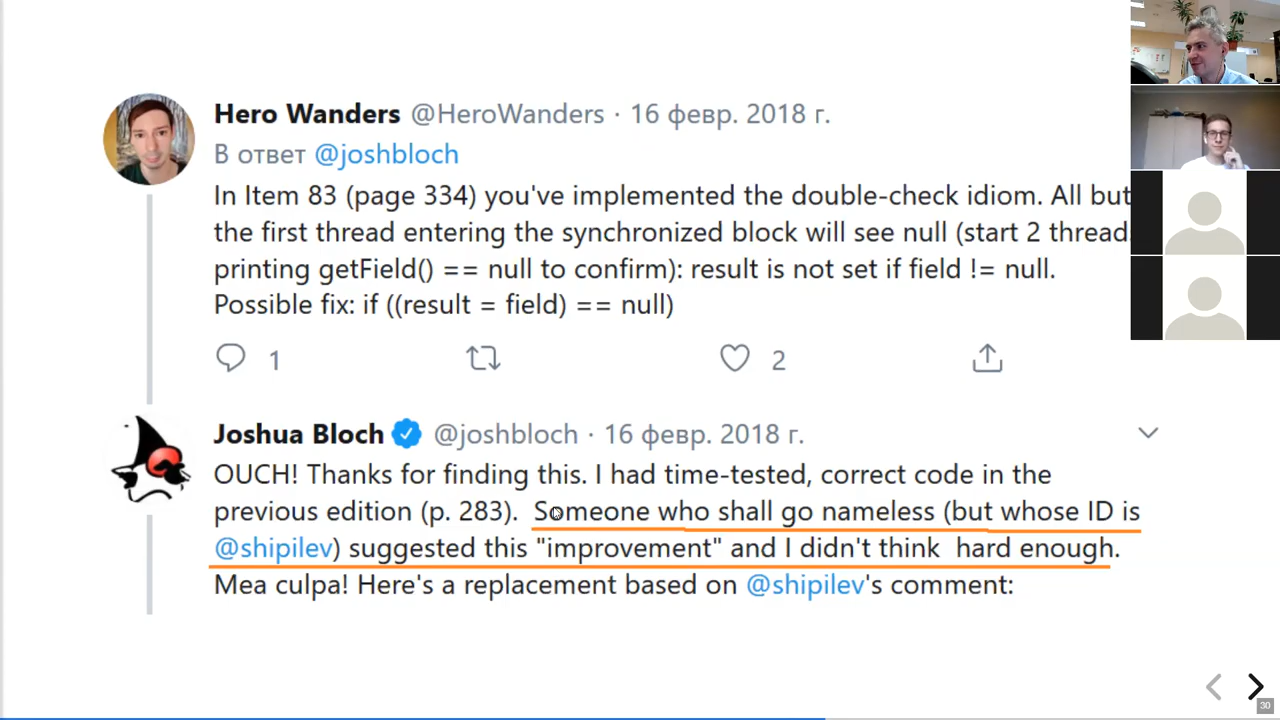 Hero Wanders @HeroWanders · 16 февр. 2018 г.
В ответ @joshbloch
In Item 83 (page 334) you've implemented the double-check idiom. All but
the first thread entering the synchronized block will see null (start 2 thread
printing getField() == null to confirm): result is not set if field != null.
Possible fix: if ((result = field) == null)
1
2
Joshua Bloch @joshbloch · 16 февр. 2018 г.
OUCH! Thanks for finding this. I had time-tested, correct code in the
previous edition (p. 283). Someone who shall go nameless (but whose ID is
@shipilev) suggested this "improvement" and I didn't think hard enough.
Mea culpa! Here's a replacement based on @shipilev's comment:
30